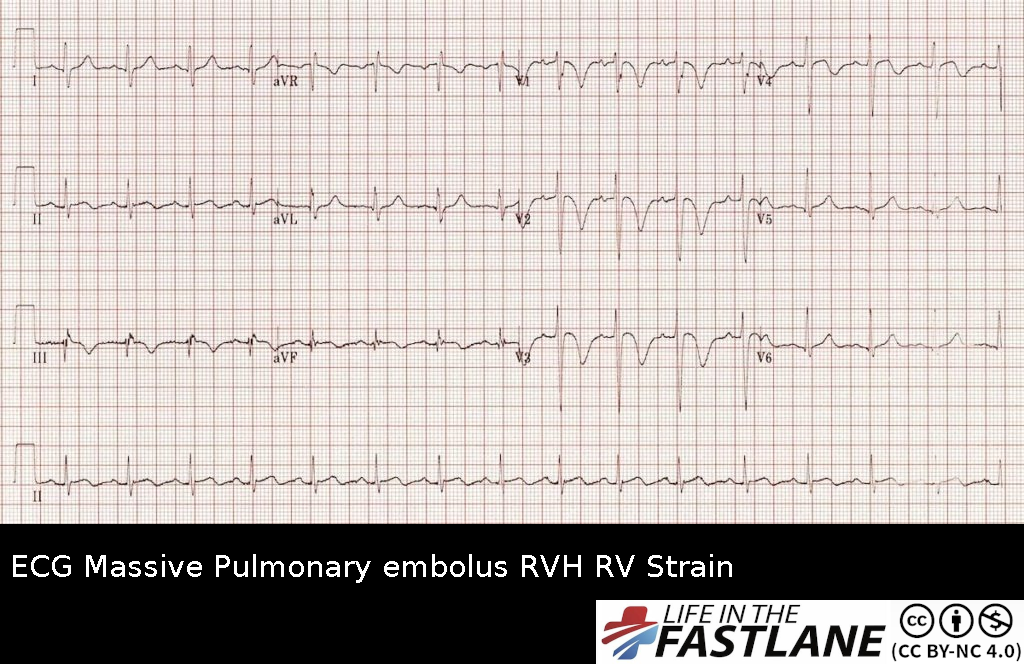 I aVR V1 V4
II aVL V2 V5
III aVF V3 V6
II
ECG Massive Pulmonary embolus RVH RV Strain
LIFE IN THE
FASTLANE
cc
(CC BY-NC 4.0)